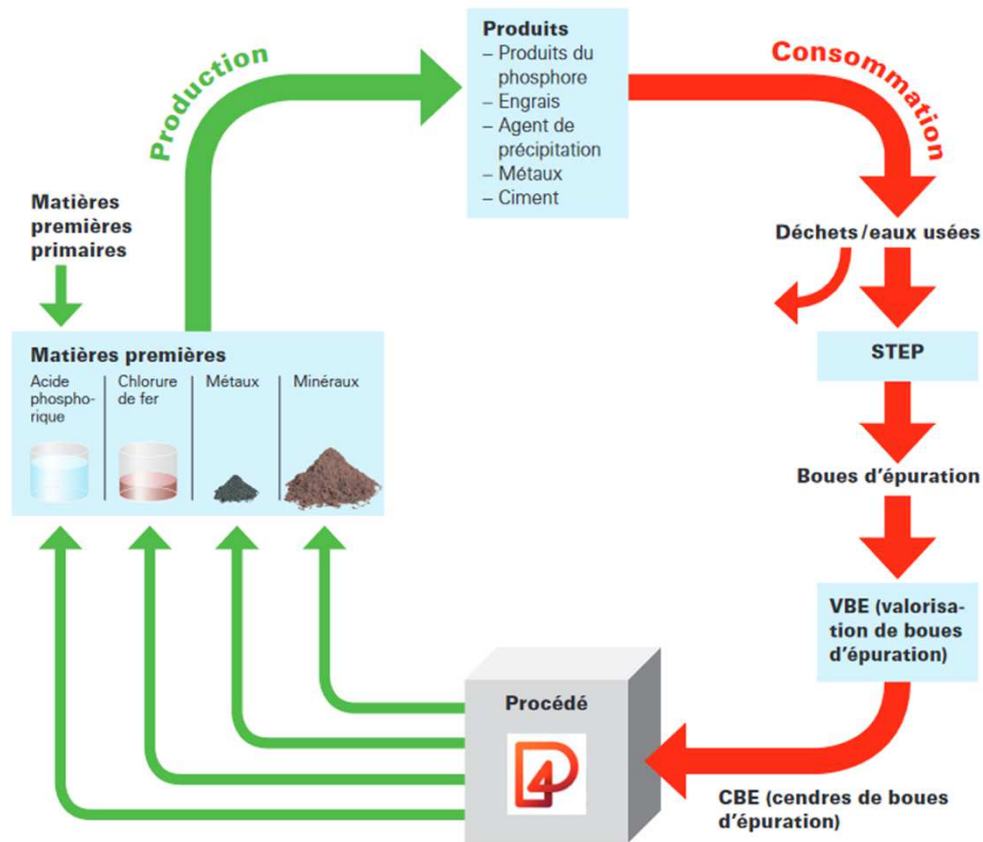 Production
Produits
– Produits du
phosphore
– Engrais
– Agent de
précipitation
– Métaux
– Ciment
Consommation
Matières
premières
primaires
Déchets/eaux usées
Matières premières
Acide
phospho-
rique
Chlorure
de fer
Métaux
Minéraux
STEP
Boues d'épuration
VBE (valorisa-
tion de boues
d'épuration)
Procédé
P4
CBE (cendres de boues
d'épuration)